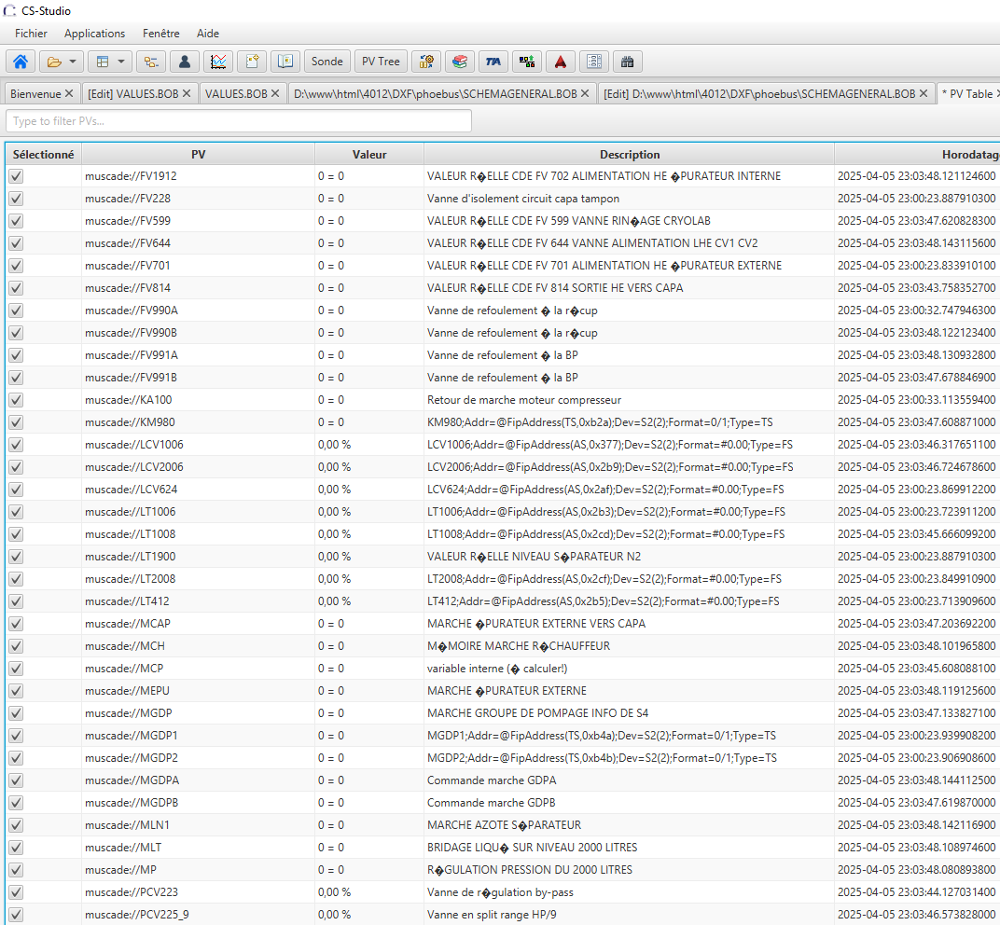 CS-Studio
Fichier Applications Fenêtre Aide
Sonde PV Tree
Bienvenue [Edit] VALUES.BOB VALUES.BOB D:\www\html\4012\DXF\phoebus\SCHEMAGENERAL.BOB [Edit] D:\www\html\4012\DXF\phoebus\SCHEMAGENERAL.BOB * PV Table
Type to filter PVs...
Sélectionné PV Valeur Description Horodatag
muscade://FV1912 0 = 0 VALEUR R�ELLE CDE FV 702 ALIMENTATION HE �PURATEUR INTERNE 2025-04-05 23:03:48.121124600
muscade://FV228 0 = 0 Vanne d'isolement circuit capa tampon 2025-04-05 23:00:23.887910300
muscade://FV599 0 = 0 VALEUR R�ELLE CDE FV 599 VANNE RIN�AGE CRYOLAB 2025-04-05 23:03:47.620828300
muscade://FV644 0 = 0 VALEUR R�ELLE CDE FV 644 VANNE ALIMENTATION LHE CV1 CV2 2025-04-05 23:03:48.143115600
muscade://FV701 0 = 0 VALEUR R�ELLE CDE FV 701 ALIMENTATION HE �PURATEUR EXTERNE 2025-04-05 23:00:23.833910100
muscade://FV814 0 = 0 VALEUR R�ELLE CDE FV 814 SORTIE HE VERS CAPA 2025-04-05 23:03:43.758352700
muscade://FV990A 0 = 0 Vanne de refoulement � la r�cup 2025-04-05 23:00:32.747946300
muscade://FV990B 0 = 0 Vanne de refoulement � la r�cup 2025-04-05 23:03:48.122123400
muscade://FV991A 0 = 0 Vanne de refoulement � la BP 2025-04-05 23:03:48.130932800
muscade://FV991B 0 = 0 Vanne de refoulement � la BP 2025-04-05 23:03:47.678846900
muscade://KA100 0 = 0 Retour de marche moteur compresseur 2025-04-05 23:00:33.113559400
muscade://KM980 0 = 0 KM980;Addr=@FipAddress(TS,0xb2a);Dev=S2(2);Format=0/1;Type=TS 2025-04-05 23:03:47.608871000
muscade://LCV1006 0,00 % LCV1006;Addr=@FipAddress(AS,0x377);Dev=S2(2);Format=#0.00;Type=FS 2025-04-05 23:03:46.317651100
muscade://LCV2006 0,00 % LCV2006;Addr=@FipAddress(AS,0x2b9);Dev=S2(2);Format=#0.00;Type=FS 2025-04-05 23:03:46.724678600
muscade://LCV624 0,00 % LCV624;Addr=@FipAddress(AS,0x2af);Dev=S2(2);Format=#0.00;Type=FS 2025-04-05 23:00:23.869912200
muscade://LT1006 0,00 % LT1006;Addr=@FipAddress(AS,0x2b3);Dev=S2(2);Format=#0.00;Type=FS 2025-04-05 23:00:23.723911200
muscade://LT1008 0,00 % LT1008;Addr=@FipAddress(AS,0x2cd);Dev=S2(2);Format=#0.00;Type=FS 2025-04-05 23:03:45.666099200
muscade://LT1900 0,00 % VALEUR R�ELLE NIVEAU S�PARATEUR N2 2025-04-05 23:00:23.887910300
muscade://LT2008 0,00 % LT2008;Addr=@FipAddress(AS,0x2cf);Dev=S2(2);Format=#0.00;Type=FS 2025-04-05 23:00:23.849910900
muscade://LT412 0,00 % LT412;Addr=@FipAddress(AS,0x2b5);Dev=S2(2);Format=#0.00;Type=FS 2025-04-05 23:00:23.713909600
muscade://MCAP 0 = 0 MARCHE �PURATEUR EXTERNE VERS CAPA 2025-04-05 23:03:47.203692200
muscade://MCH 0 = 0 M�MOIRE MARCHE R�CHAUFFEUR 2025-04-05 23:03:48.101965800
muscade://MCP 0 = 0 variable interne (� calculer!) 2025-04-05 23:03:45.608088100
muscade://MEPU 0 = 0 MARCHE �PURATEUR EXTERNE 2025-04-05 23:03:48.119125600
muscade://MGDP 0 = 0 MARCHE GROUPE DE POMPAGE INFO DE S4 2025-04-05 23:03:47.133827100
muscade://MGDP1 0 = 0 MGDP1;Addr=@FipAddress(TS,0xb4a);Dev=S2(2);Format=0/1;Type=TS 2025-04-05 23:00:23.939908200
muscade://MGDP2 0 = 0 MGDP2;Addr=@FipAddress(TS,0xb4b);Dev=S2(2);Format=0/1;Type=TS 2025-04-05 23:00:23.906908600
muscade://MGDPA 0 = 0 Commande marche GDPA 2025-04-05 23:03:48.144112500
muscade://MGDPB 0 = 0 Commande marche GDPB 2025-04-05 23:03:47.619870000
muscade://MLN1 0 = 0 MARCHE AZOTE S�PARATEUR 2025-04-05 23:03:48.142116900
muscade://MLT 0 = 0 BRIDAGE LIQU� SUR NIVEAU 2000 LITRES 2025-04-05 23:03:48.108974600
muscade://MP 0 = 0 R�GULATION PRESSION DU 2000 LITRES 2025-04-05 23:03:48.080893800
muscade://PCV223 0,00 % Vanne de r�gulation by-pass 2025-04-05 23:03:44.127031400
muscade://PCV225_9 0,00 % Vanne en split range HP/9 2025-04-05 23:03:46.573828000